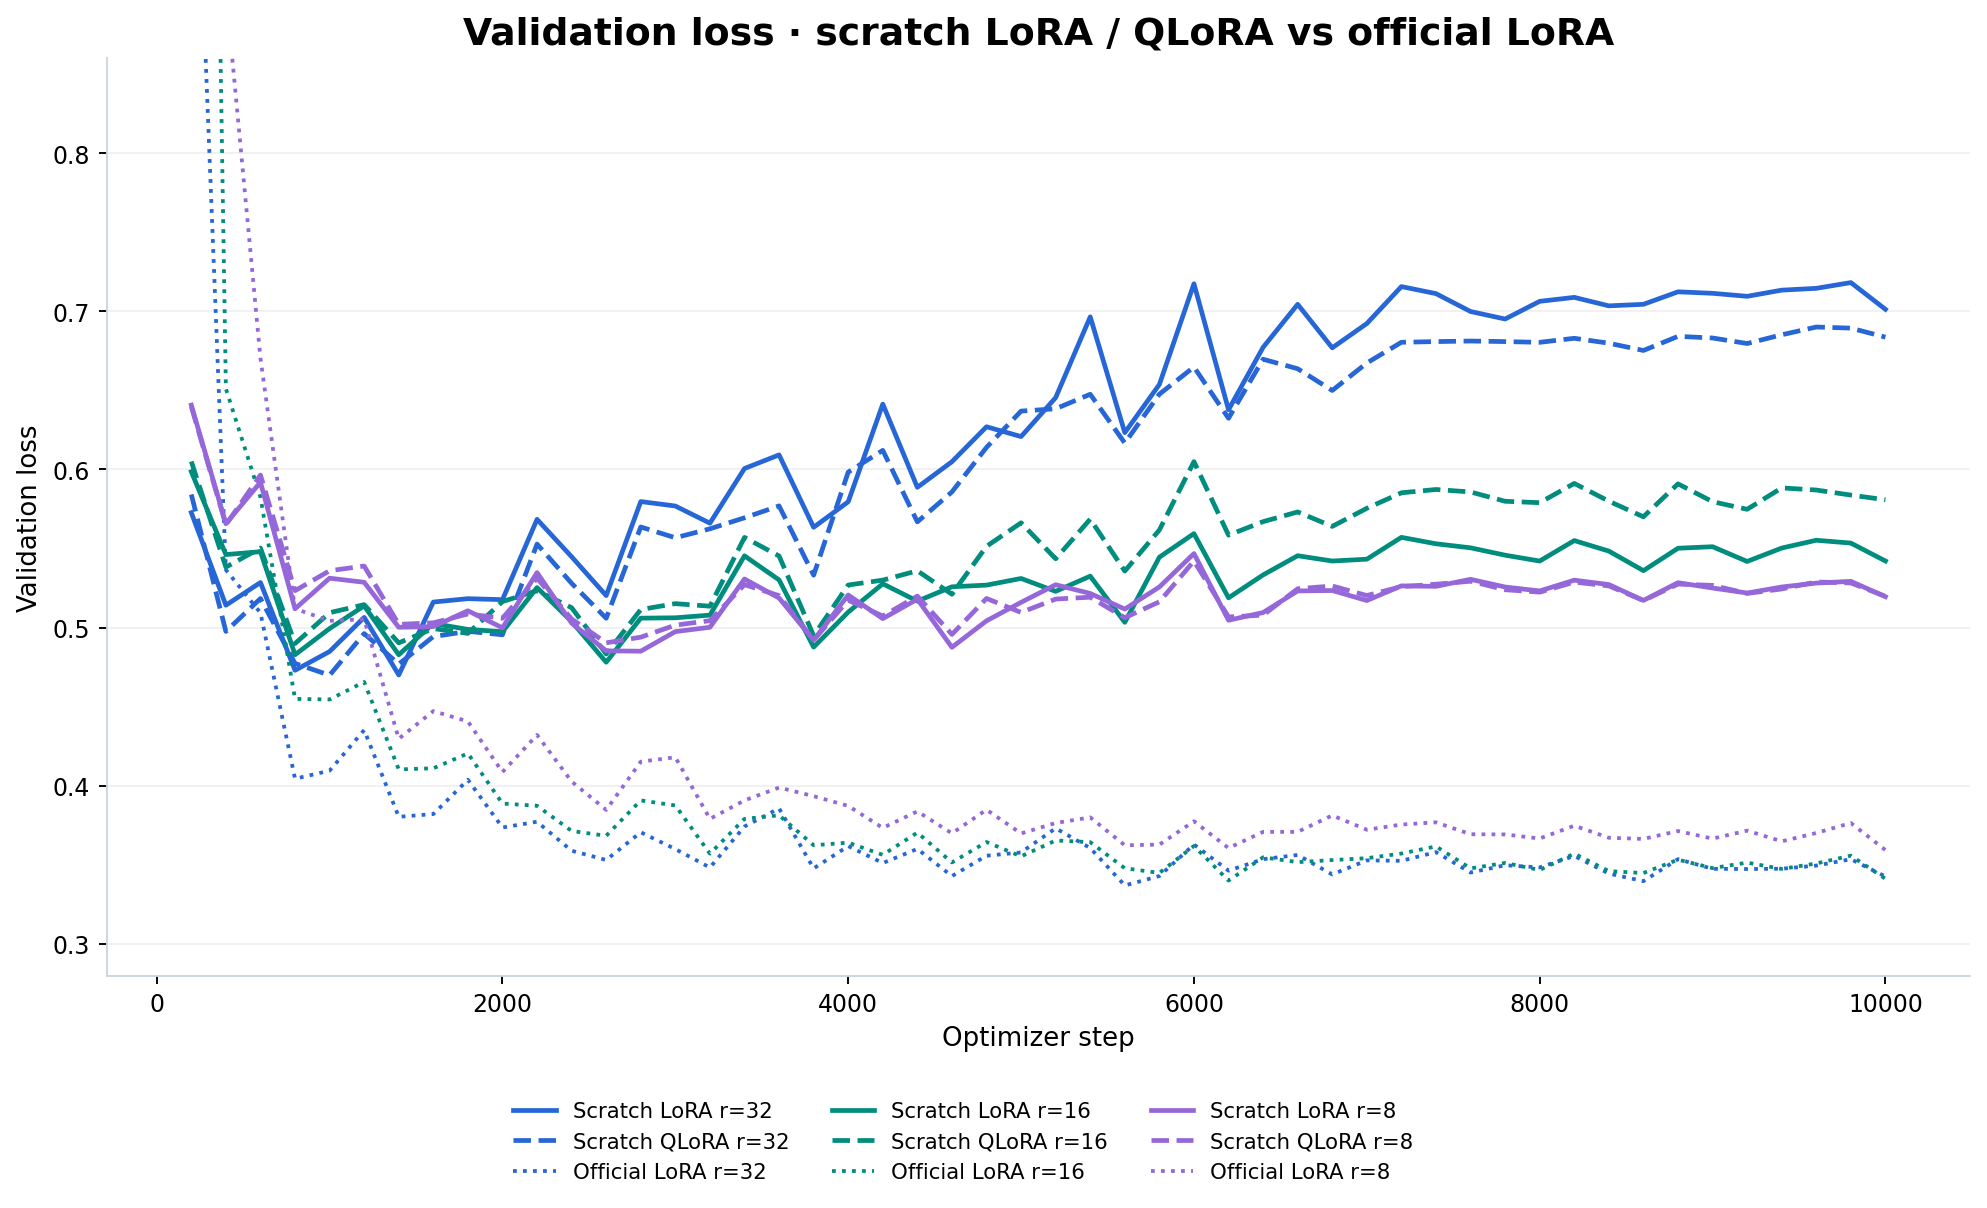 Validation loss · scratch LoRA / QLoRA vs official LoRA
Validation loss
0.8
0.7
0.6
0.5
0.4
0.3
0 2000 4000 6000 8000 10000
Optimizer step
Scratch LoRA r=32 Scratch LoRA r=16 Scratch LoRA r=8
Scratch QLoRA r=32 Scratch QLoRA r=16 Scratch QLoRA r=8
Official LoRA r=32 Official LoRA r=16 Official LoRA r=8